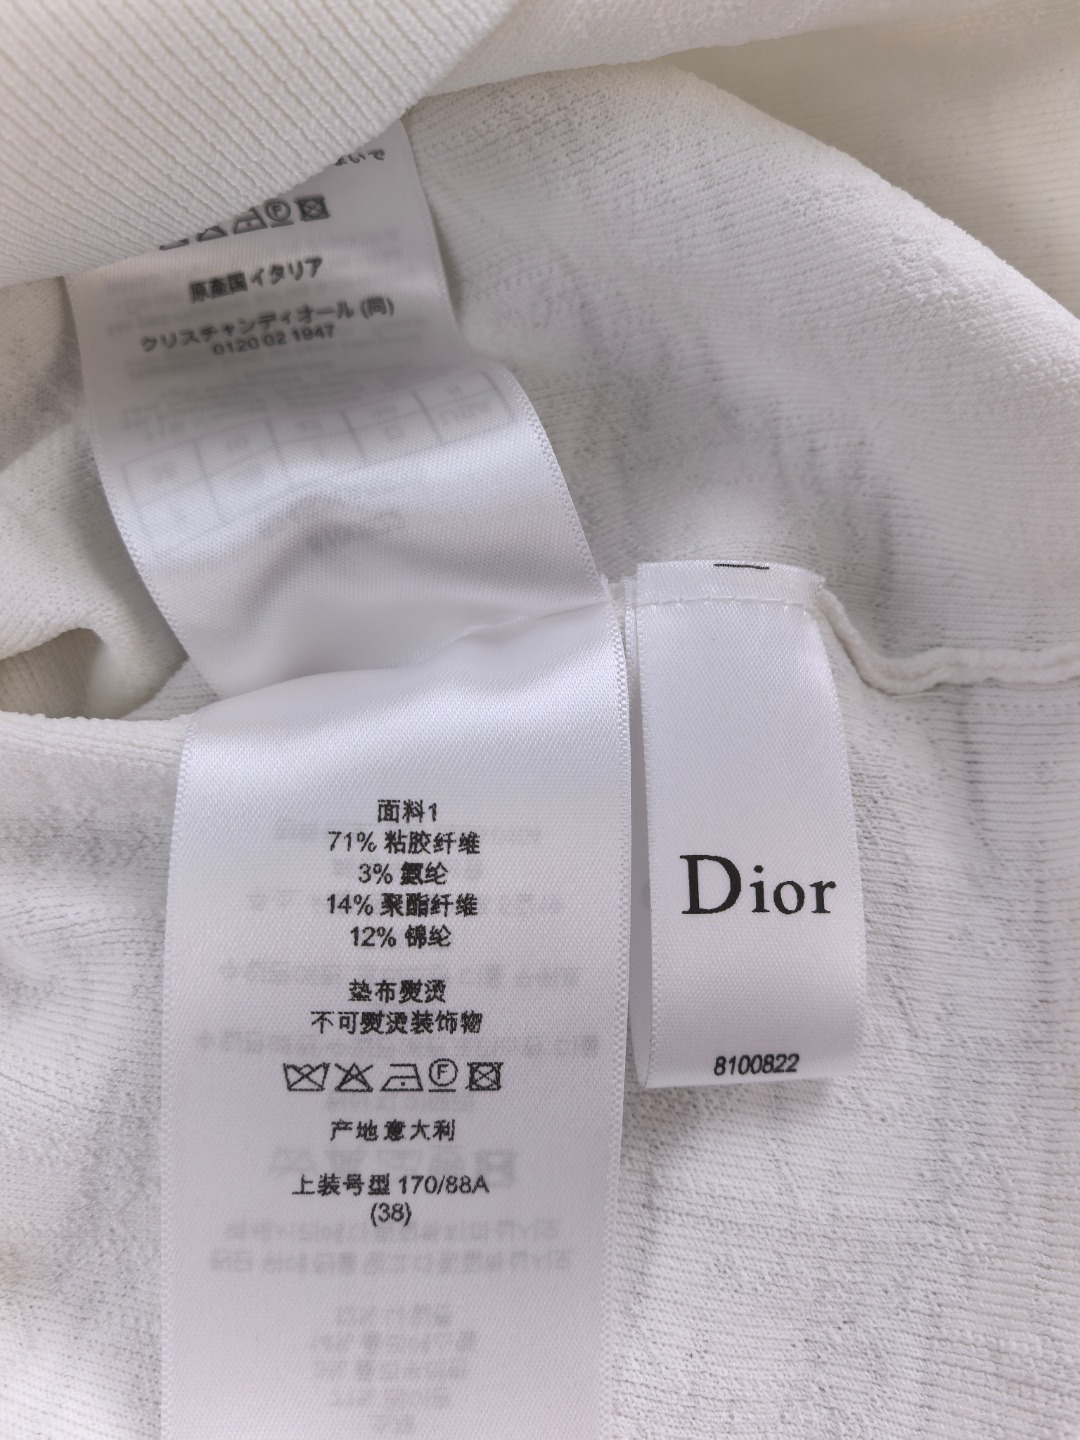 ないで
原産国イタリア
クリスチャンディオール (同)
0120 02 1947
面料1
71% 粘胶纤维
3% 氨纶
14% 聚酯纤维
12% 锦纶
垫布熨烫
不可熨烫装饰物
F
产地意大利
上装号型 170/88A
(38)
Dior
8100822